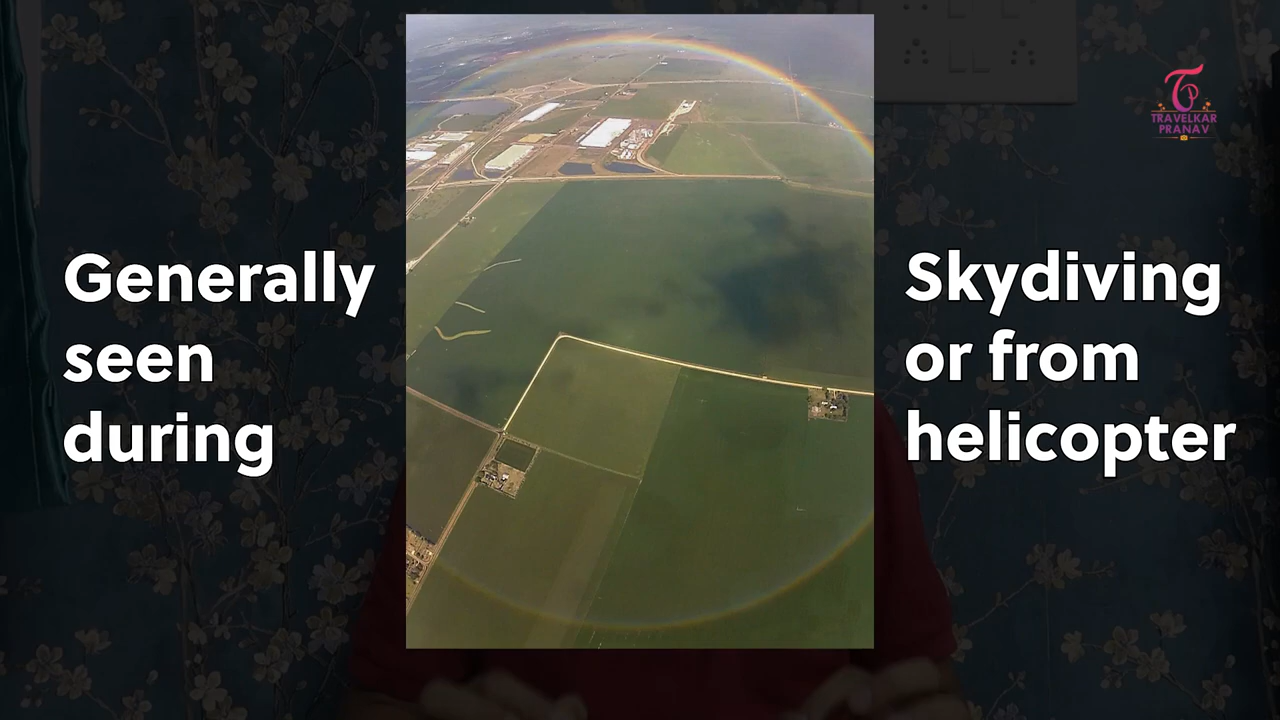 Generally
seen
during
Skydiving
or from
helicopter
TRAVELKAR
PRANAV